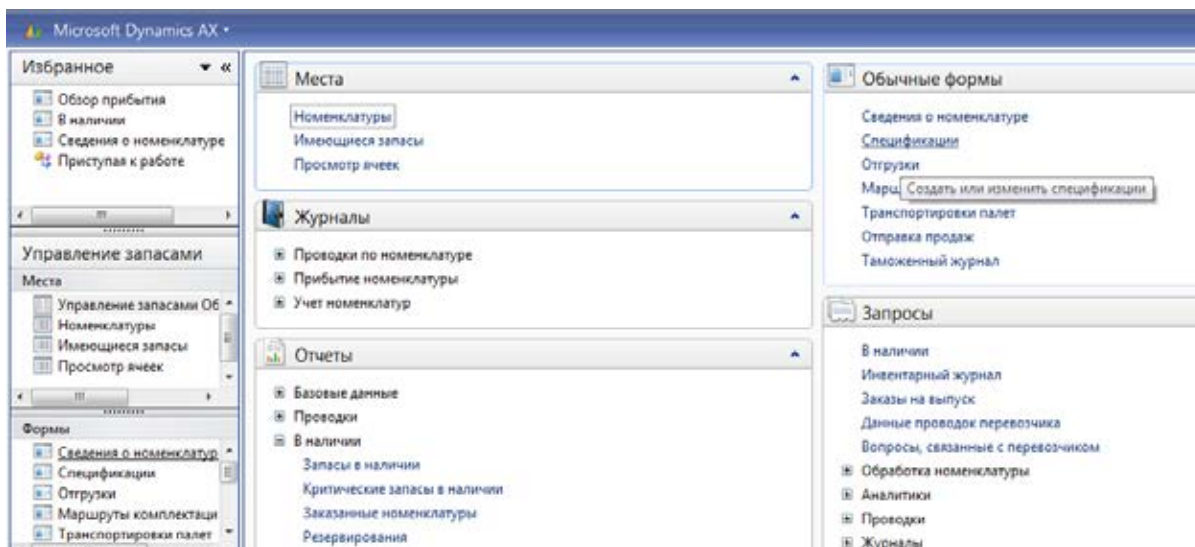 Microsoft Dynamics AX
Избранное
Обзор прибытия
В наличии
Сведения о номенклатуре
Приступая к работе
Управление запасами
Места
Управление запасами Об
Номенклатуры
Имеющиеся запасы
Просмотр ячеек
Формы
Сведения о номенклатур
Спецификации
Отгрузки
Маршруты комплектаци
Транспортировки палет
Места
Номенклатуры
Имеющиеся запасы
Просмотр ячеек
Журналы
Проводки по номенклатуре
Прибытие номенклатуры
Учет номенклатур
Отчеты
Базовые данные
Проводки
В наличии
Запасы в наличии
Критические запасы в наличии
Заказанные номенклатуры
Резервирования
Обычные формы
Сведения о номенклатуре
Спецификации
Отгрузки
Марш
Создать или изменить спецификации
Транспортировки палет
Отправка продаж
Таможенный журнал
Запросы
В наличии
Инвентарный журнал
Заказы на выпуск
Данные проводок перевозчика
Вопросы, связанные с перевозчиком
Обработка номенклатуры
Аналитики
Проводки
Журналы